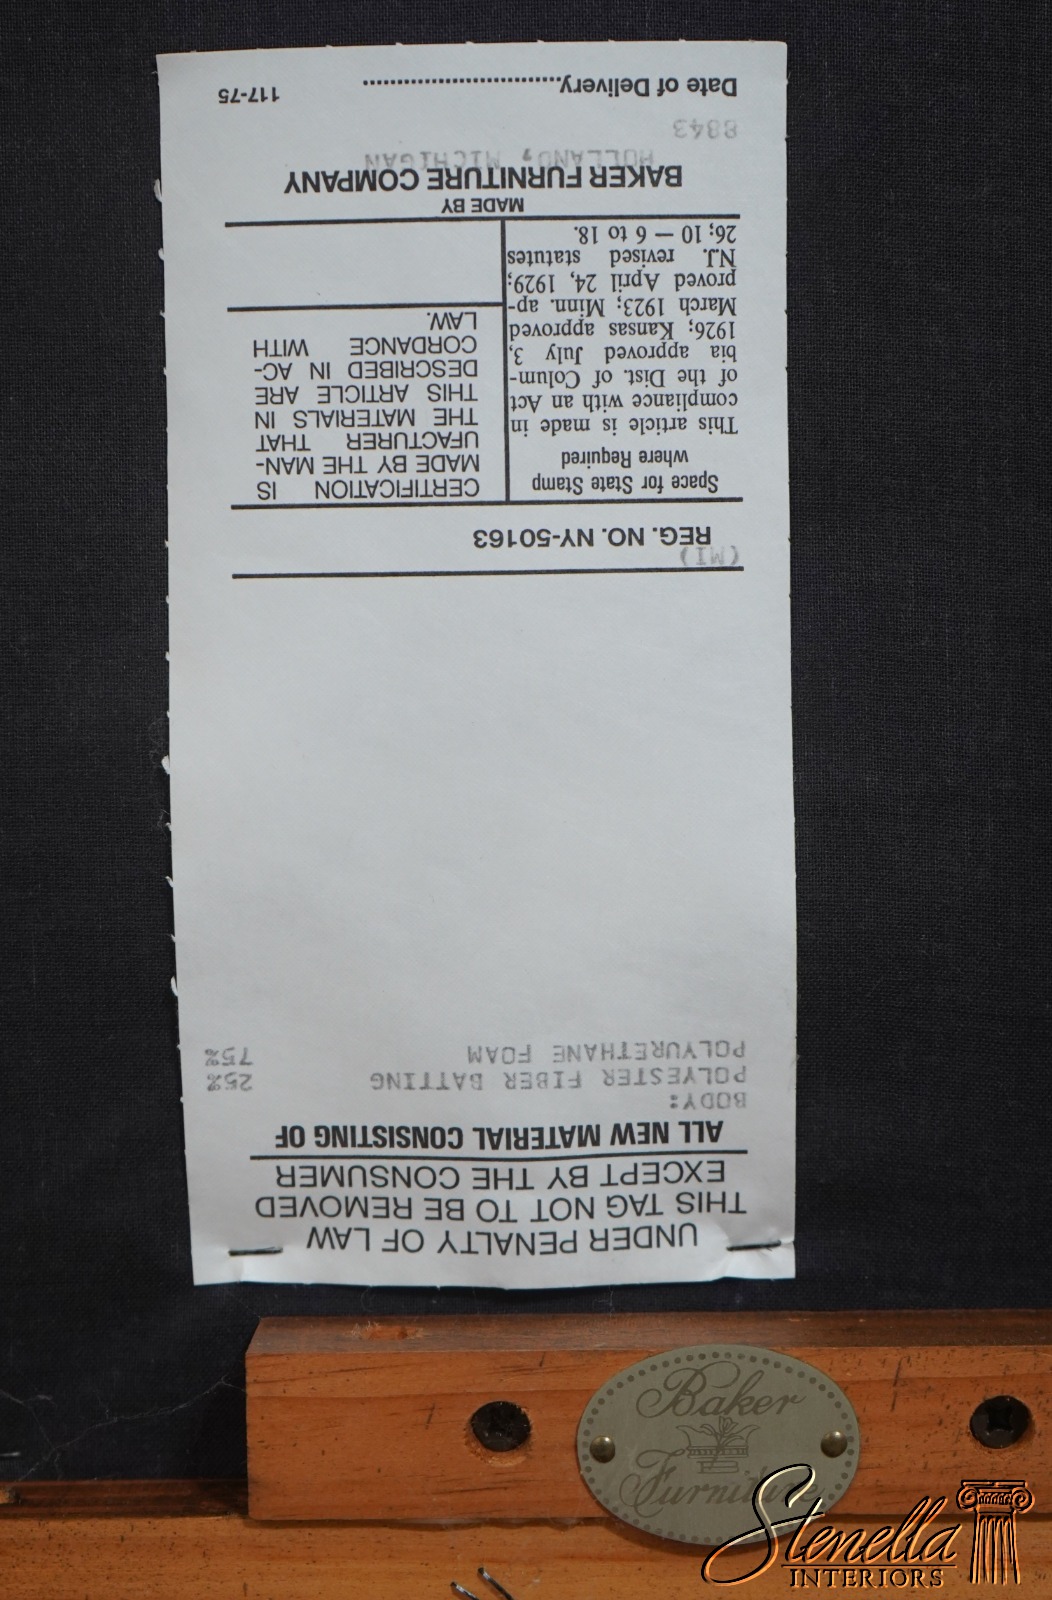 UNDER PENALTY OF LAW
THIS TAG NOT TO BE REMOVED
EXCEPT BY THE CONSUMER
ALL NEW MATERIAL CONSISTING OF
BODY:
POLYESTER FIBER BATTING 25%
POLYURETHANE FOAM 75%
(MI)
REG. NO. NY-50163
Space for State Stamp
where Required
This article is made in
compliance with an Act
of the Dist. of Colum-
bia approved July 3,
1926; Kansas approved
March 1923; Minn. ap-
proved April 24, 1929;
N.J. revised statutes
26; 10 — 6 to 18.
CERTIFICATION IS
MADE BY THE MAN-
UFACTURER THAT
THE MATERIALS IN
THIS ARTICLE ARE
DESCRIBED IN AC-
CORDANCE WITH
LAW.
MADE BY
BAKER FURNITURE COMPANY
HOLLAND, MICHIGAN
8843
Date of Delivery.............................. 117-75
Baker
Furniture
Stenella
INTERIORS